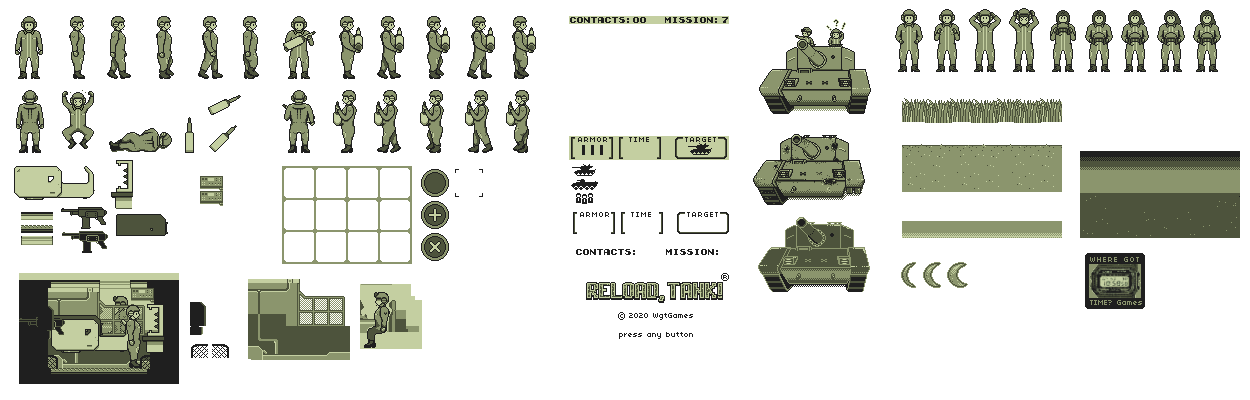 CONTACTS: 00 MISSION: 7
? ? ?
ARMOR TIME TARGET
ARMOR TIME TARGET
CONTACTS: MISSION:
RELOAD, TANK! ®
© 2020 WgtGames
press any button
WHERE GOT
TIME? Games